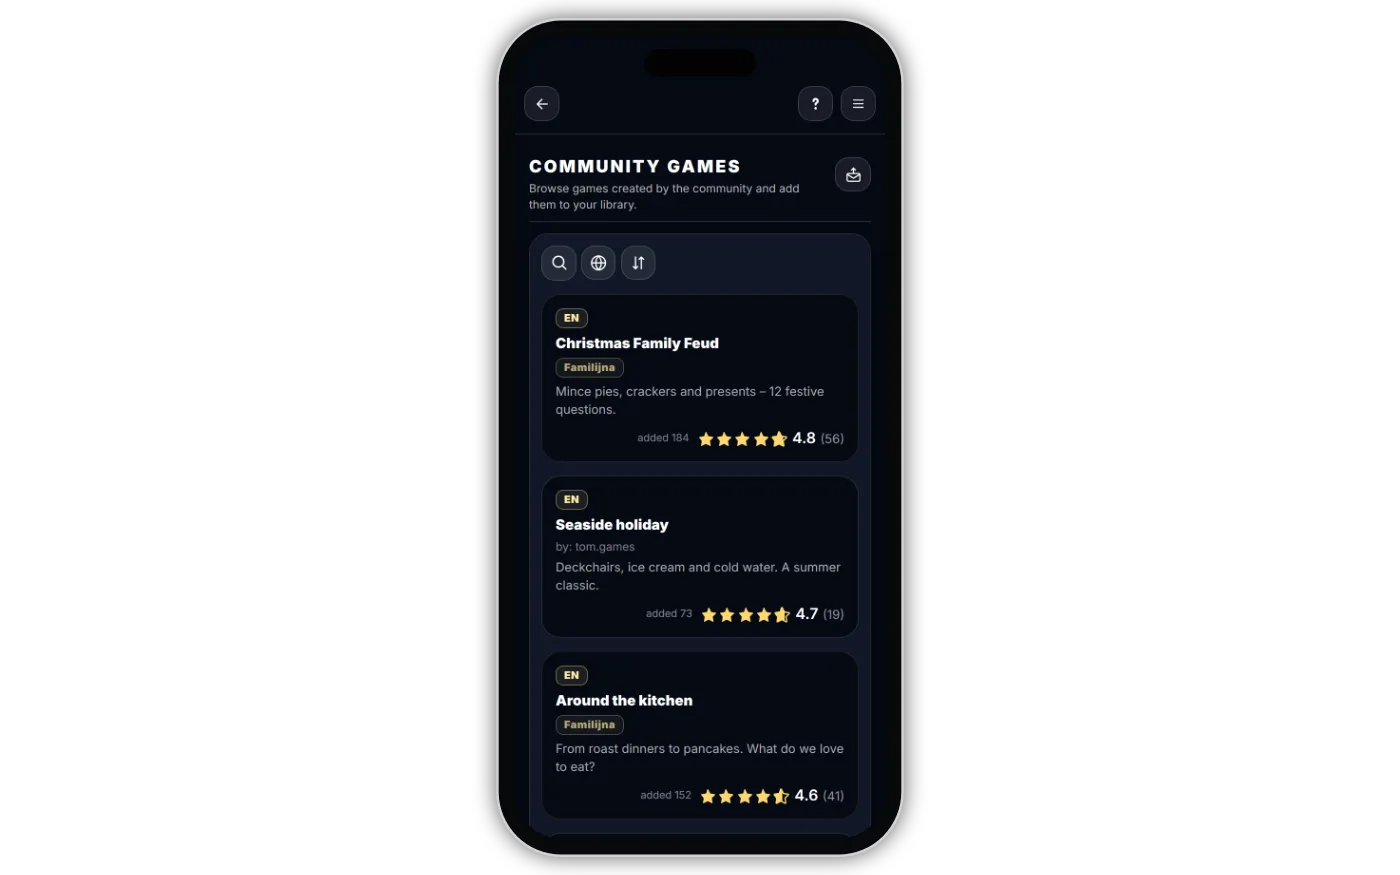 ?
COMMUNITY GAMES
Browse games created by the community and add
them to your library.
EN
Christmas Family Feud
Familijna
Mince pies, crackers and presents – 12 festive
questions.
added 184 4.8 (56)
EN
Seaside holiday
by: tom.games
Deckchairs, ice cream and cold water. A summer
classic.
added 73 4.7 (19)
EN
Around the kitchen
Familijna
From roast dinners to pancakes. What do we love
to eat?
added 152 4.6 (41)